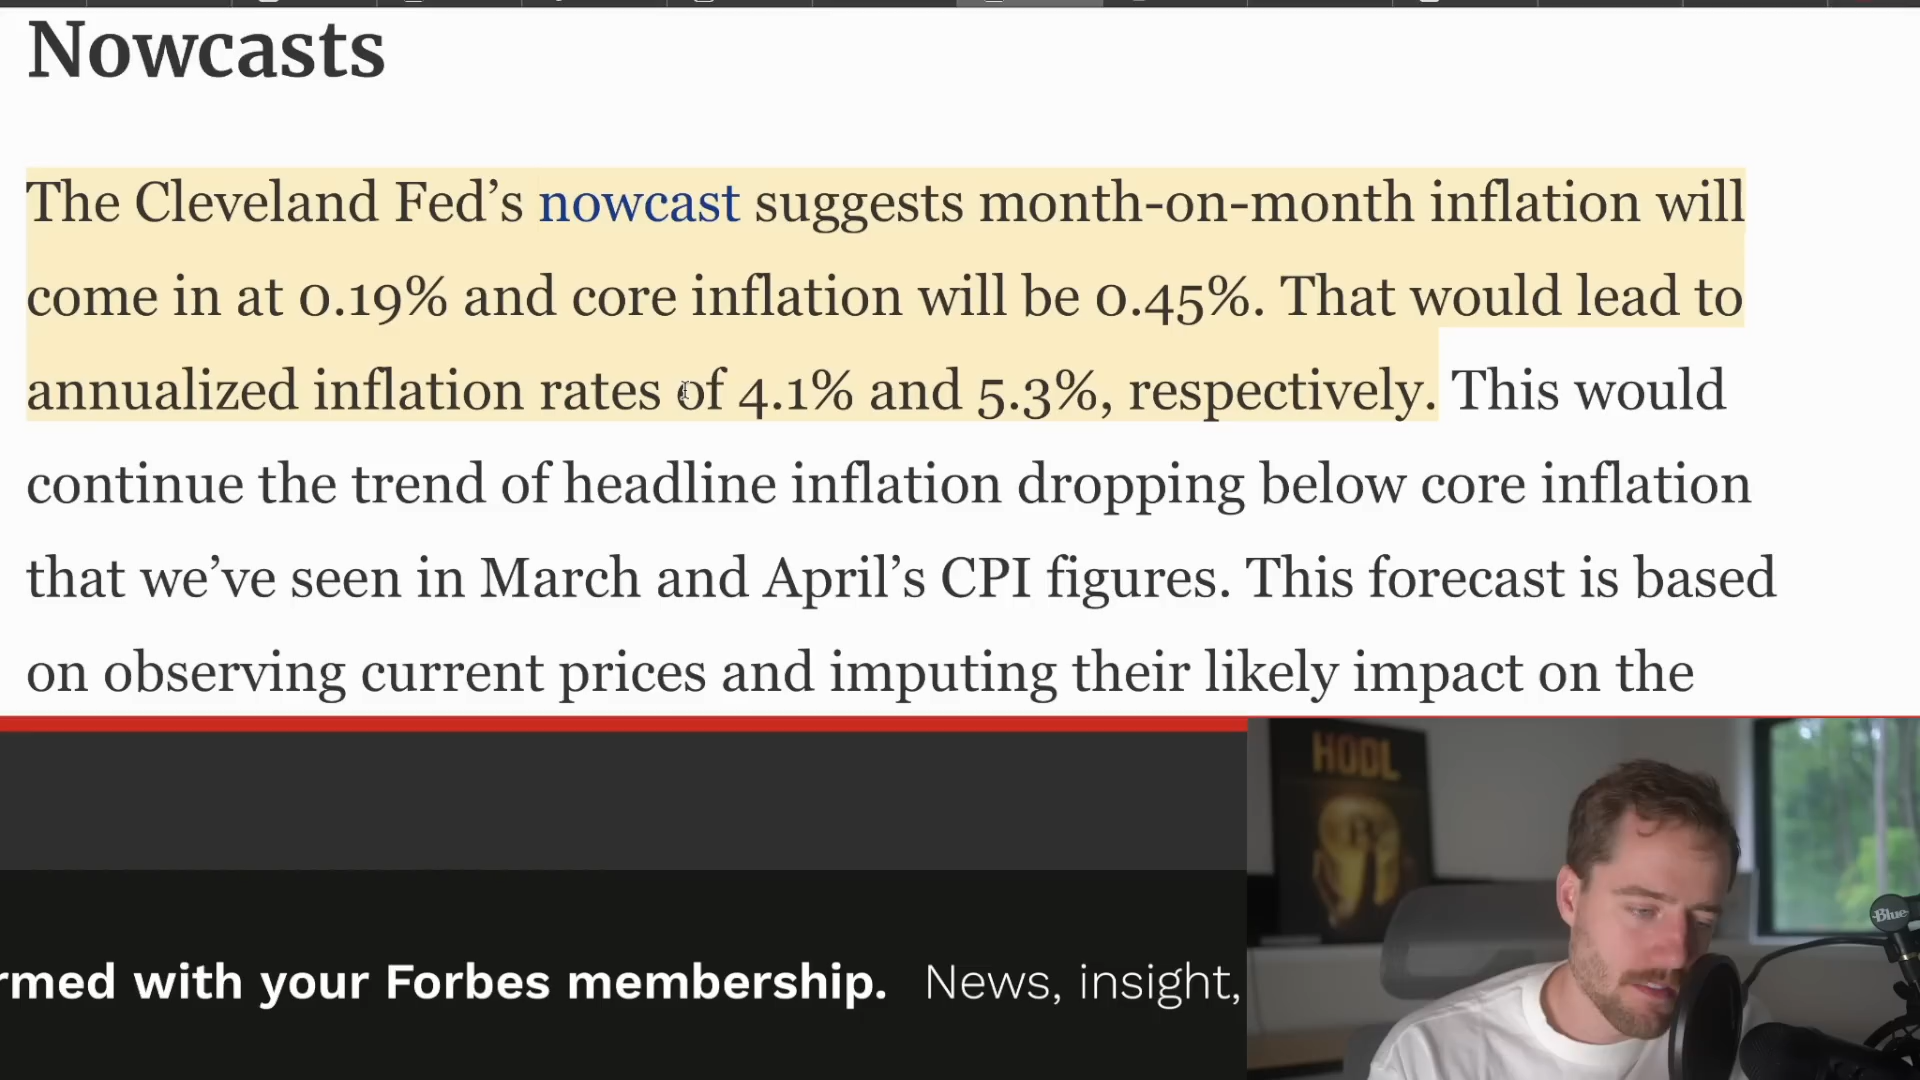 Nowcasts
The Cleveland Fed’s nowcast suggests month-on-month inflation will
come in at 0.19% and core inflation will be 0.45%. That would lead to
annualized inflation rates of 4.1% and 5.3%, respectively. This would
continue the trend of headline inflation dropping below core inflation
that we’ve seen in March and April’s CPI figures. This forecast is based
on observing current prices and imputing their likely impact on the
HODL
Blue
rmed with your Forbes membership. News, insight,